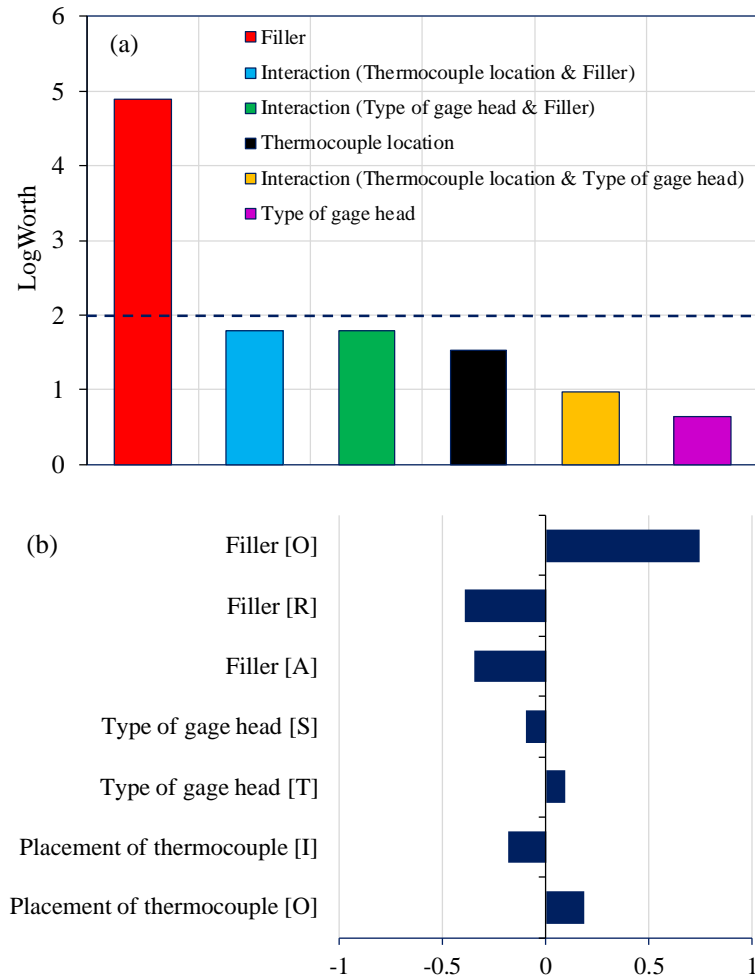 (a)
6
5
4
3
2
1
0
LogWorth
Filler
Interaction (Thermocouple location & Filler)
Interaction (Type of gage head & Filler)
Thermocouple location
Interaction (Thermocouple location & Type of gage head)
Type of gage head
(b)
Filler [O]
Filler [R]
Filler [A]
Type of gage head [S]
Type of gage head [T]
Placement of thermocouple [I]
Placement of thermocouple [O]
-1 -0.5 0 0.5 1